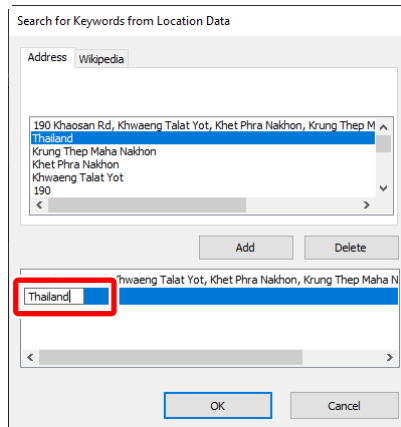 Search for Keywords from Location Data
Address Wikipedia
190 Khaosan Rd, Khwaeng Talat Yot, Khet Phra Nakhon, Krung Thep M
Thailand
Krung Thep Maha Nakhon
Khet Phra Nakhon
Khwaeng Talat Yot
190
Add Delete
Khwaeng Talat Yot, Khet Phra Nakhon, Krung Thep Maha N
Thailand
OK Cancel